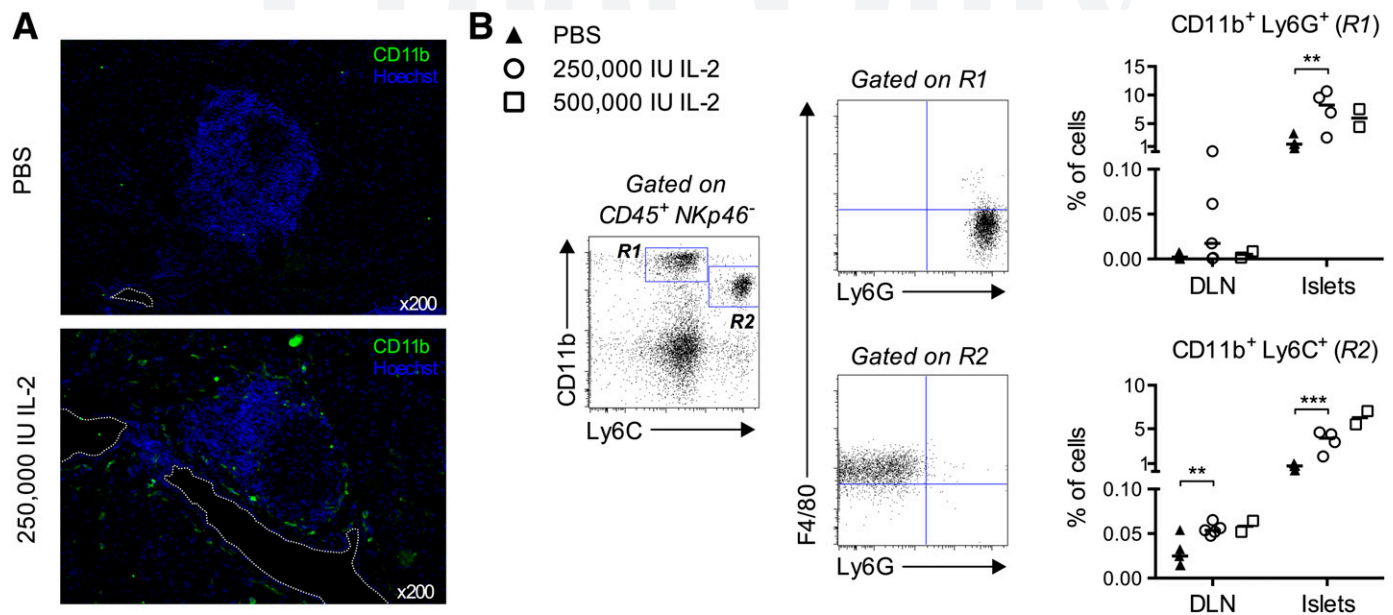 A
CD11b
Hoechst
PBS
x200
CD11b
Hoechst
250,000 IU IL-2
x200
B
PBS
250,000 IU IL-2
500,000 IU IL-2
Gated on
CD45⁺ NKp46⁻
R1
R2
CD11b
Ly6C
Gated on R1
Ly6G
Gated on R2
F4/80
Ly6G
CD11b⁺ Ly6G⁺ (R1)
% of cells
15
10
5
1
0.10
0.05
0.00
**
DLN
Islets
CD11b⁺ Ly6C⁺ (R2)
% of cells
10
5
1
0.10
0.05
0.00
**
***
DLN
Islets